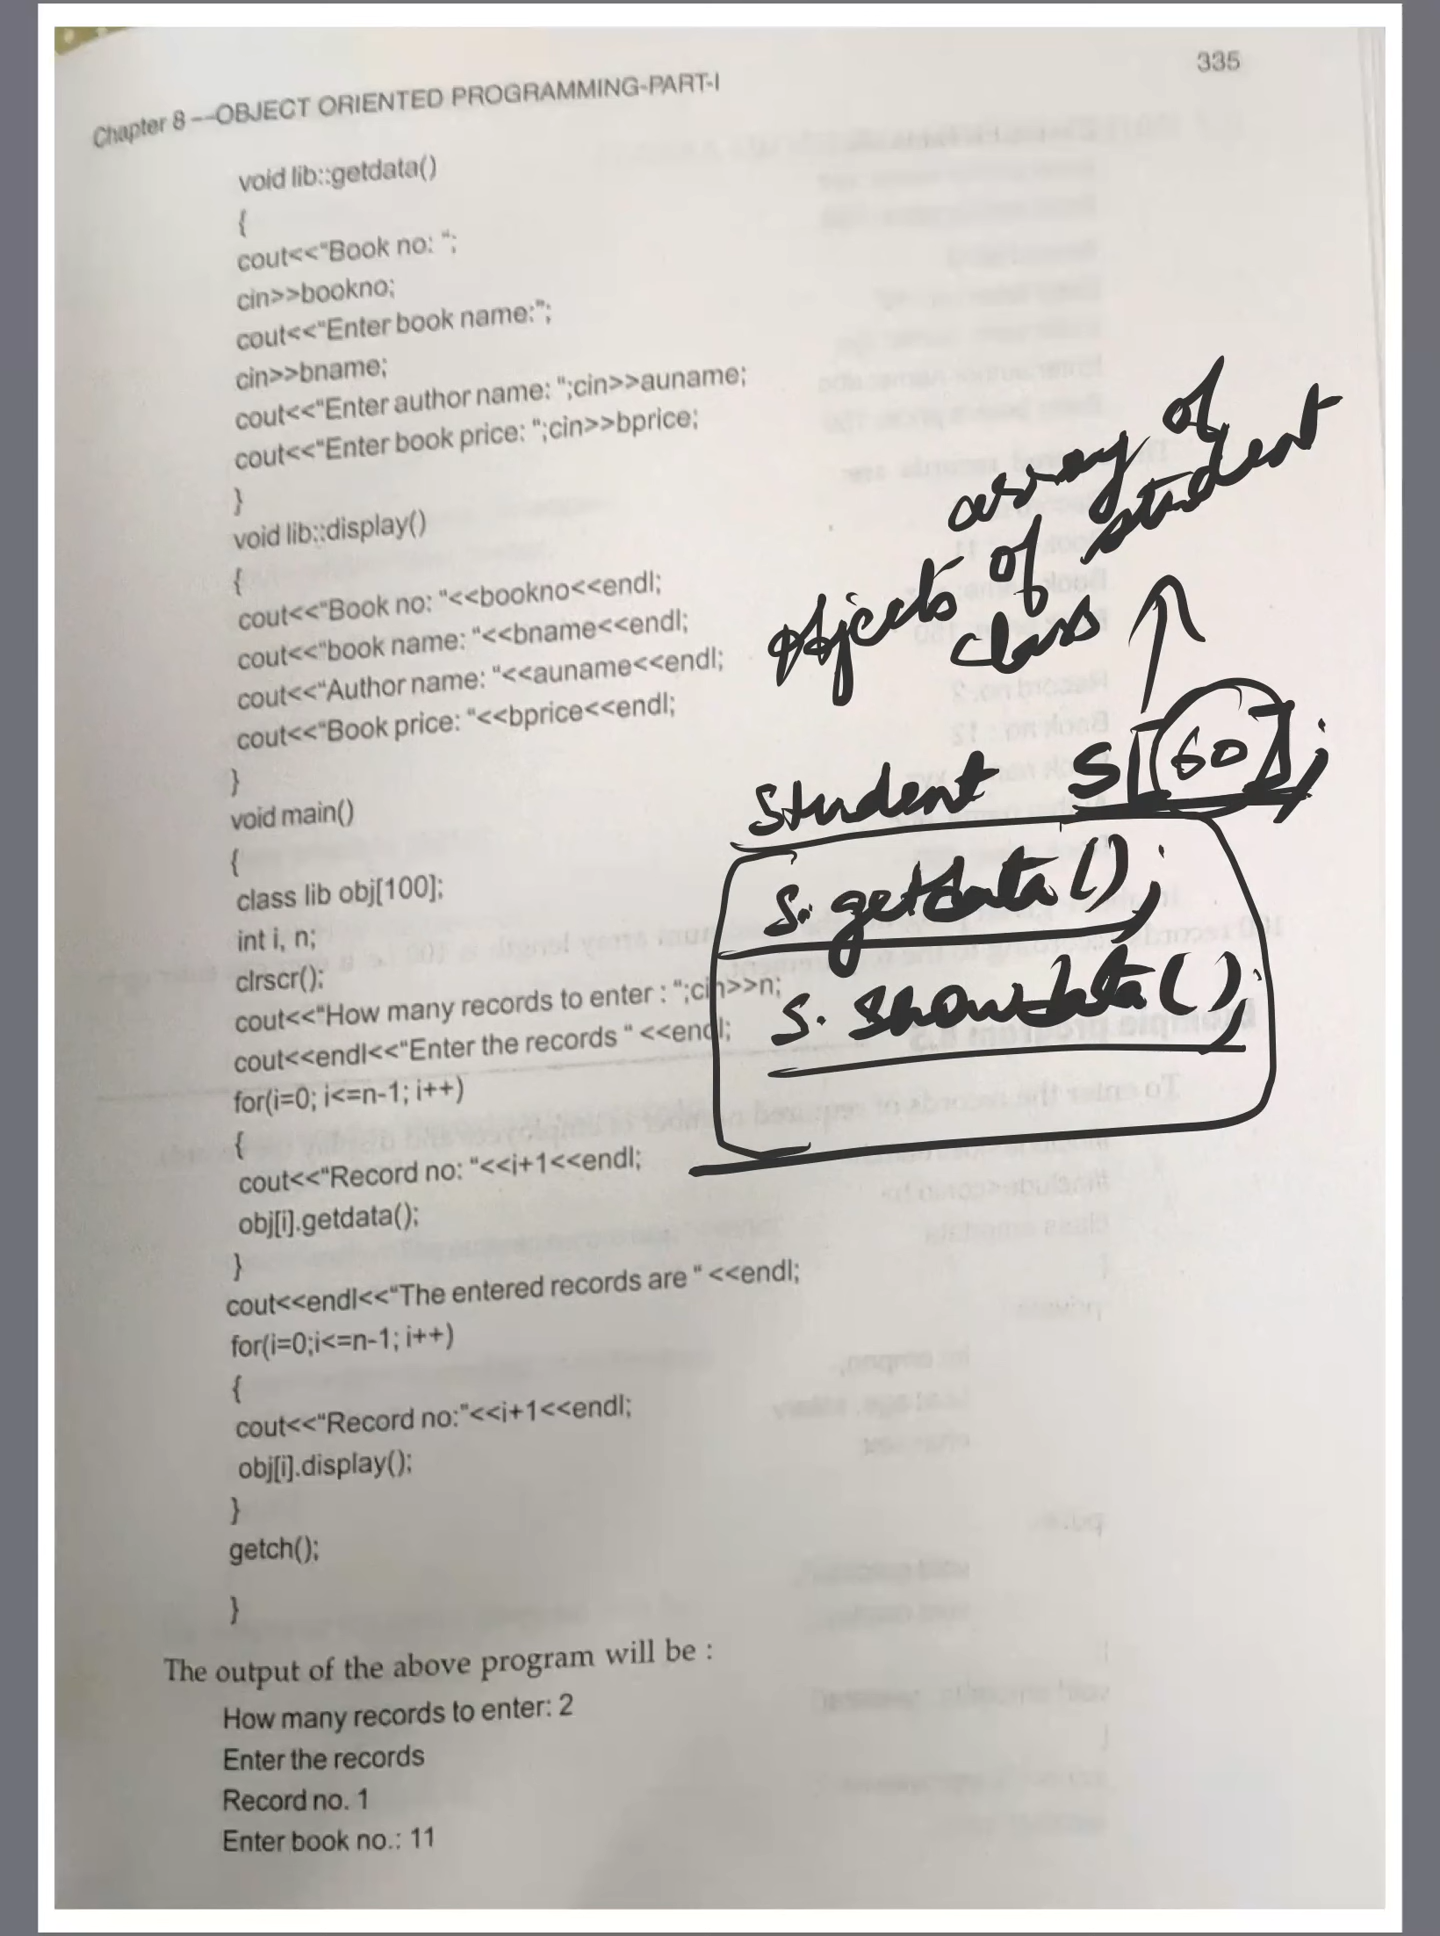 335
Chapter 8 --OBJECT ORIENTED PROGRAMMING-PART-I
void lib::getdata()
{
cout<<"Book no: ";
cin>>bookno;
cout<<"Enter book name:";
cin>>bname;
cout<<"Enter author name: ";cin>>auname;
cout<<"Enter book price: ";cin>>bprice;
}
void lib::display()
{
cout<<"Book no: "<<bookno<<endl;
cout<<"book name: "<<bname<<endl;
cout<<"Author name: "<<auname<<endl;
cout<<"Book price: "<<bprice<<endl;
}
void main()
{
class lib obj[100];
int i, n;
clrscr():
cout<<"How many records to enter : ";cin>>n;
cout<<endl<<"Enter the records " <<endl;
for(i=0; i<=n-1; i++)
{
cout<<"Record no: "<<i+1<<endl;
obj[i].getdata();
}
cout<<endl<<"The entered records are " <<endl;
for(i=0;i<=n-1; i++)
{
cout<<"Record no:"<<i+1<<endl;
obj[i].display();
}
getch();
}
The output of the above program will be :
How many records to enter: 2
Enter the records
Record no. 1
Enter book no.: 11
array of
objects of student
class
Student S[60];
S. getdata();
S. showdata();